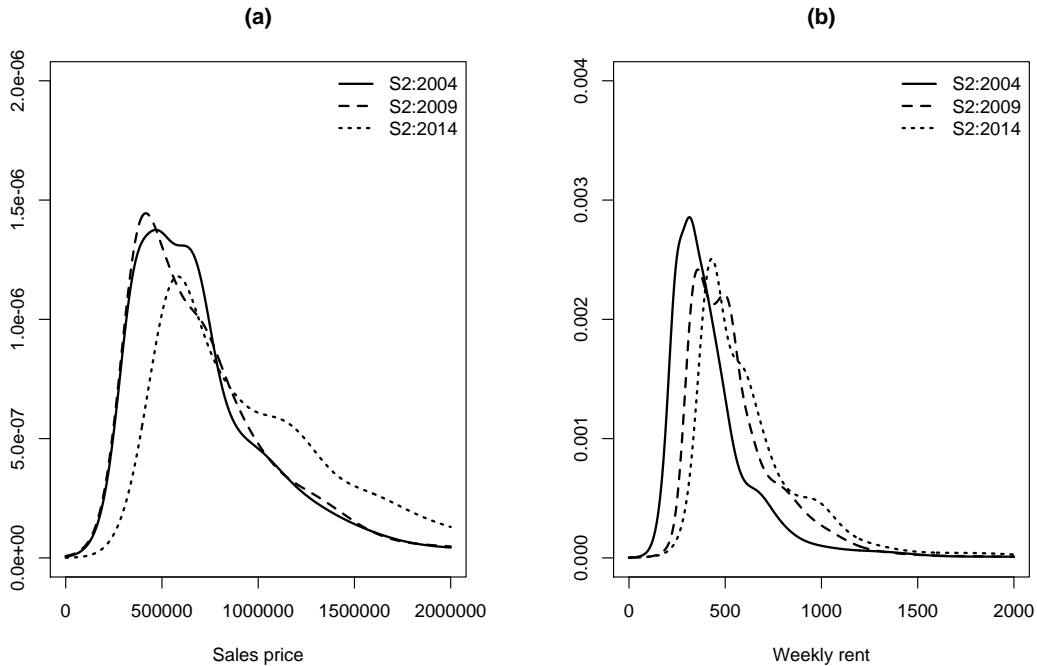 (a)
S2:2004
S2:2009
S2:2014
2.0e-06
1.5e-06
1.0e-06
5.0e-07
0.0e+00
0 500000 1000000 1500000 2000000
Sales price
(b)
S2:2004
S2:2009
S2:2014
0.004
0.003
0.002
0.001
0.000
0 500 1000 1500 2000
Weekly rent